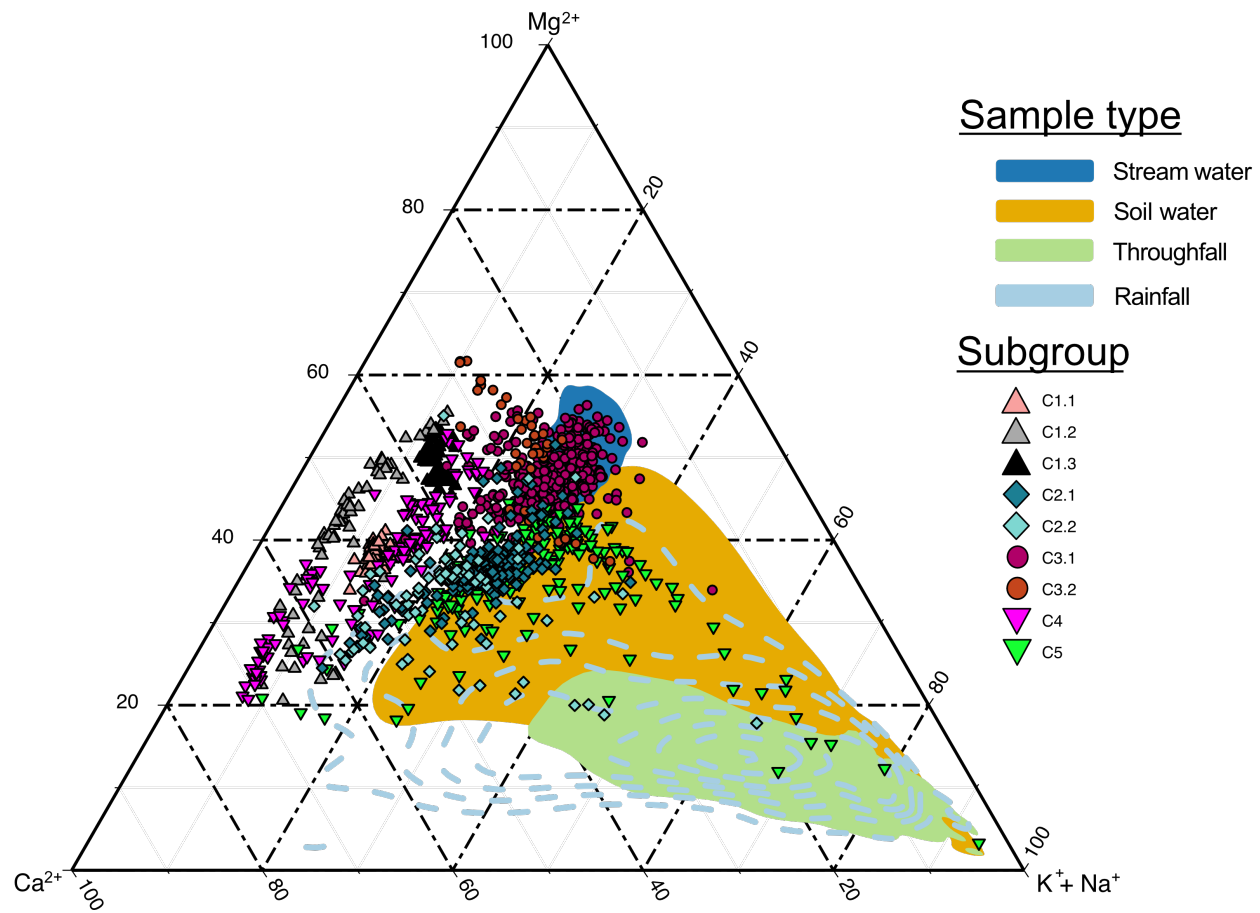 Mg²⁺
100
80
20
60
40
40
60
20
80
100
Ca²⁺
100
80
60
40
20
K⁺+ Na⁺
Sample type
Stream water
Soil water
Throughfall
Rainfall
Subgroup
C1.1
C1.2
C1.3
C2.1
C2.2
C3.1
C3.2
C4
C5